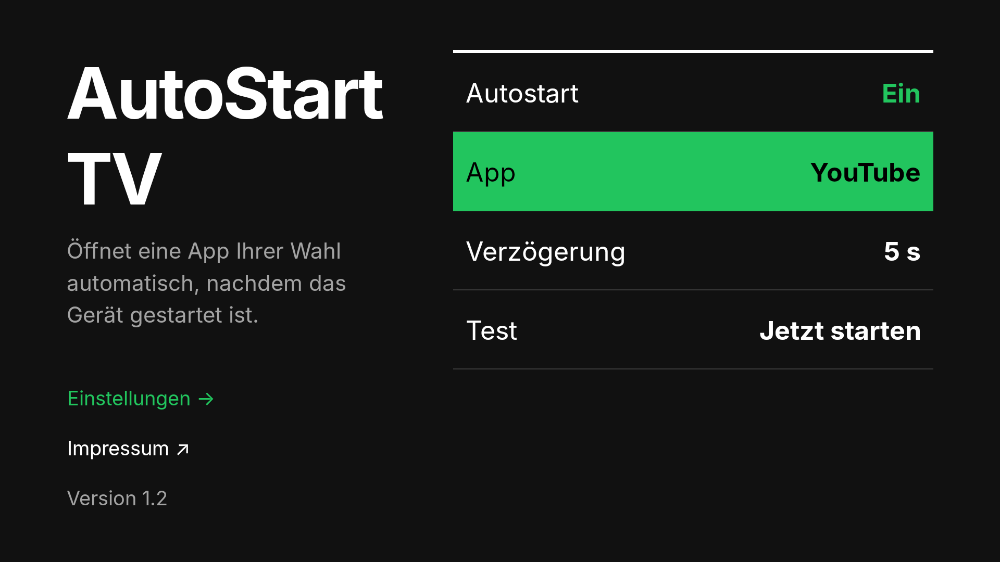 AutoStart
TV
Öffnet eine App Ihrer Wahl
automatisch, nachdem das
Gerät gestartet ist.
Einstellungen →
Impressum ↗
Version 1.2
Autostart Ein
App YouTube
Verzögerung 5 s
Test Jetzt starten